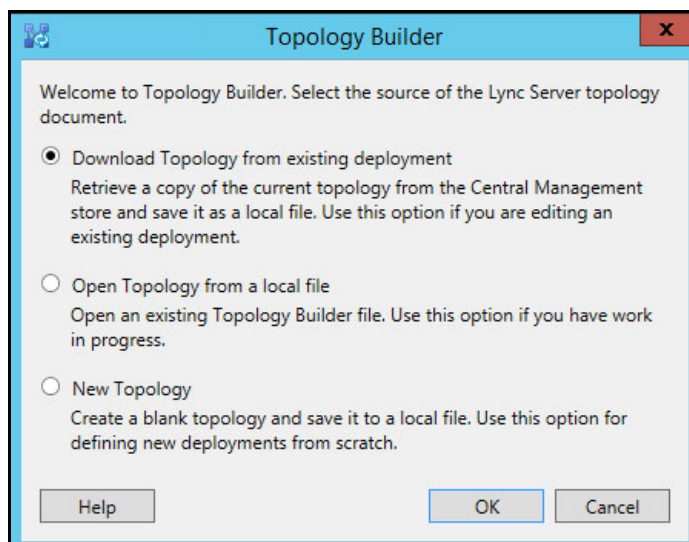 Topology Builder
x
Welcome to Topology Builder. Select the source of the Lync Server topology
document.
Download Topology from existing deployment
Retrieve a copy of the current topology from the Central Management
store and save it as a local file. Use this option if you are editing an
existing deployment.
Open Topology from a local file
Open an existing Topology Builder file. Use this option if you have work
in progress.
New Topology
Create a blank topology and save it to a local file. Use this option for
defining new deployments from scratch.
Help OK Cancel